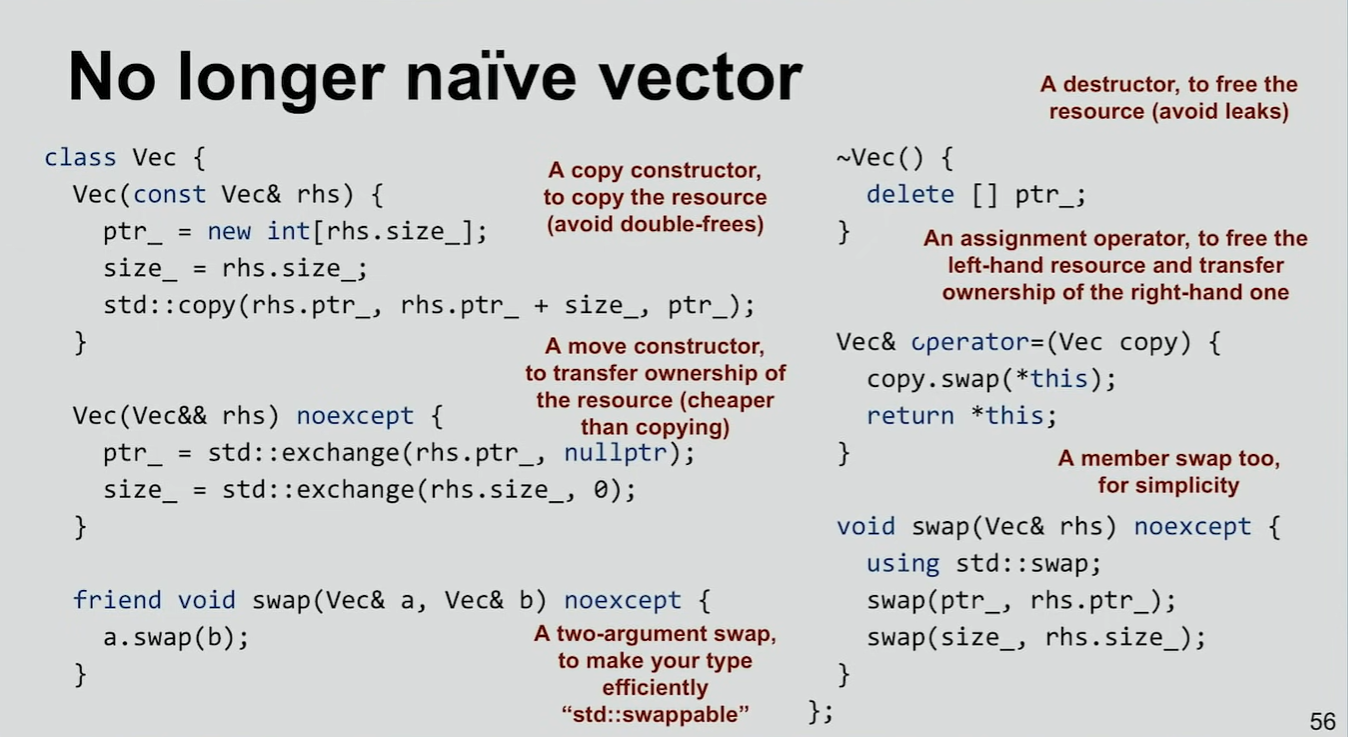 No longer naïve vector
class Vec {
Vec(const Vec& rhs) {
ptr_ = new int[rhs.size_];
size_ = rhs.size_;
std::copy(rhs.ptr_, rhs.ptr_ + size_, ptr_);
}
A copy constructor,
to copy the resource
(avoid double-frees)
Vec(Vec&& rhs) noexcept {
ptr_ = std::exchange(rhs.ptr_, nullptr);
size_ = std::exchange(rhs.size_, 0);
}
A move constructor,
to transfer ownership of
the resource (cheaper
than copying)
friend void swap(Vec& a, Vec& b) noexcept {
a.swap(b);
}
A two-argument swap,
to make your type
efficiently
“std::swappable”
A destructor, to free the
resource (avoid leaks)
~Vec() {
delete [] ptr_;
}
An assignment operator, to free the
left-hand resource and transfer
ownership of the right-hand one
Vec& operator=(Vec copy) {
copy.swap(*this);
return *this;
}
A member swap too,
for simplicity
void swap(Vec& rhs) noexcept {
using std::swap;
swap(ptr_, rhs.ptr_);
swap(size_, rhs.size_);
}
};
56